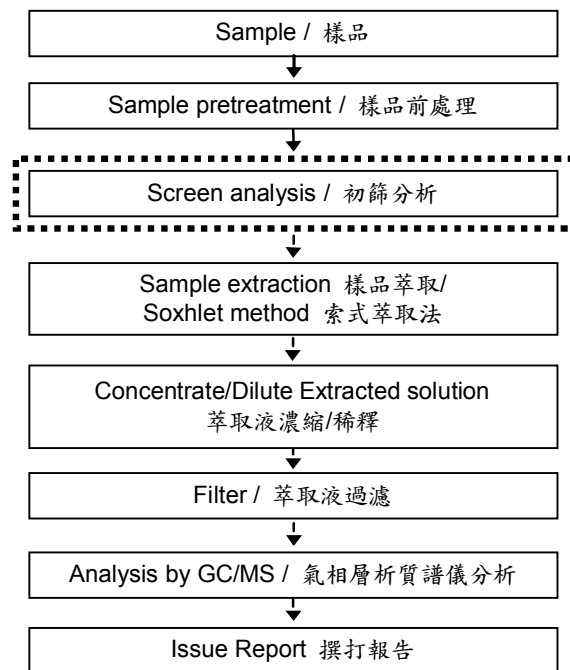 Sample / 樣品
Sample pretreatment / 樣品前處理
Screen analysis / 初篩分析
Sample extraction 樣品萃取/
Soxhlet method 索式萃取法
Concentrate/Dilute Extracted solution
萃取液濃縮/稀釋
Filter / 萃取液過濾
Analysis by GC/MS / 氣相層析質譜儀分析
Issue Report 撰打報告